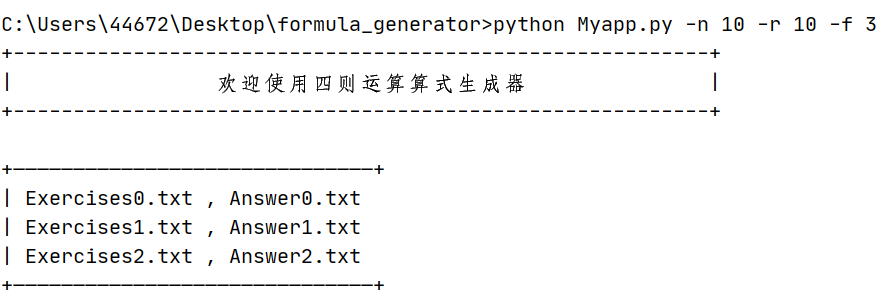 C:\Users\44672\Desktop\formula_generator>python Myapp.py -n 10 -r 10 -f 3
+----------------------------------------------------------+
| 欢迎使用四则运算算式生成器 |
+----------------------------------------------------------+
+——————————————————————————————+
| Exercises0.txt , Answer0.txt
| Exercises1.txt , Answer1.txt
| Exercises2.txt , Answer2.txt
+——————————————————————————————+